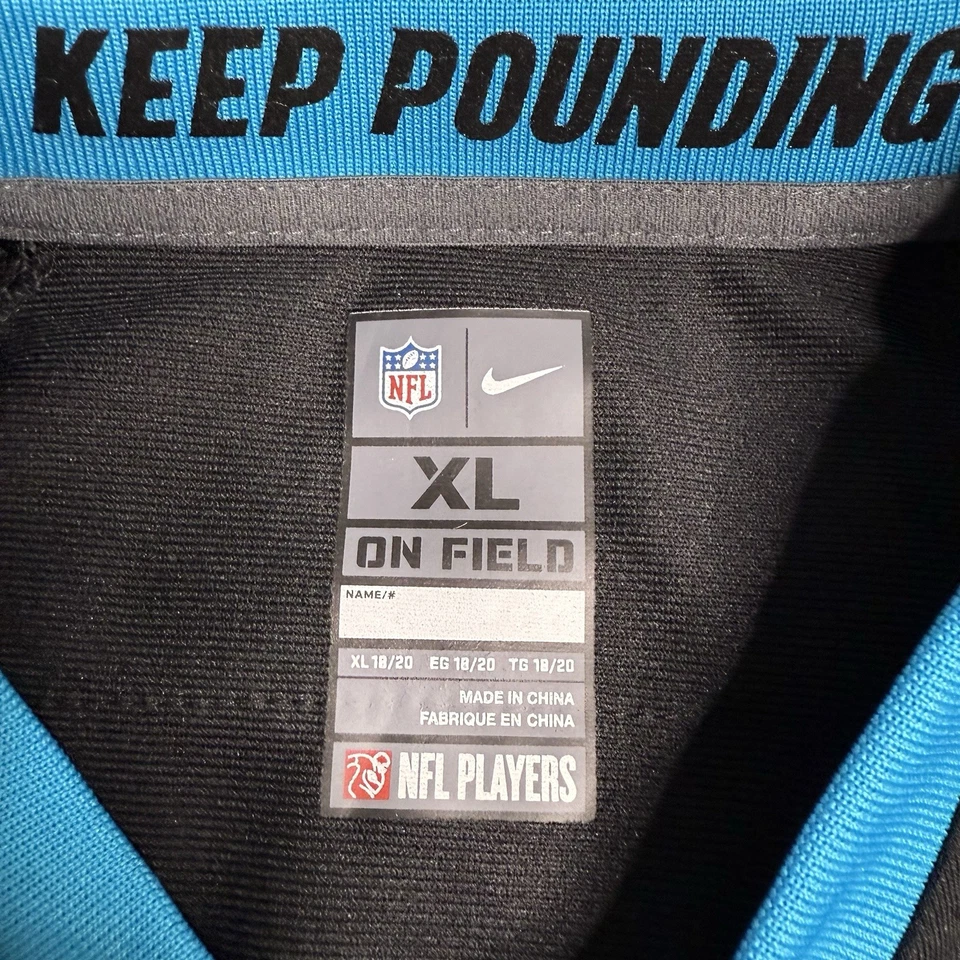 KEEP POUNDING
NFL
XL
ON FIELD
NAME/#
XL 18/20 EG 18/20 TG 18/20
MADE IN CHINA
FABRIQUE EN CHINA
NFL PLAYERS